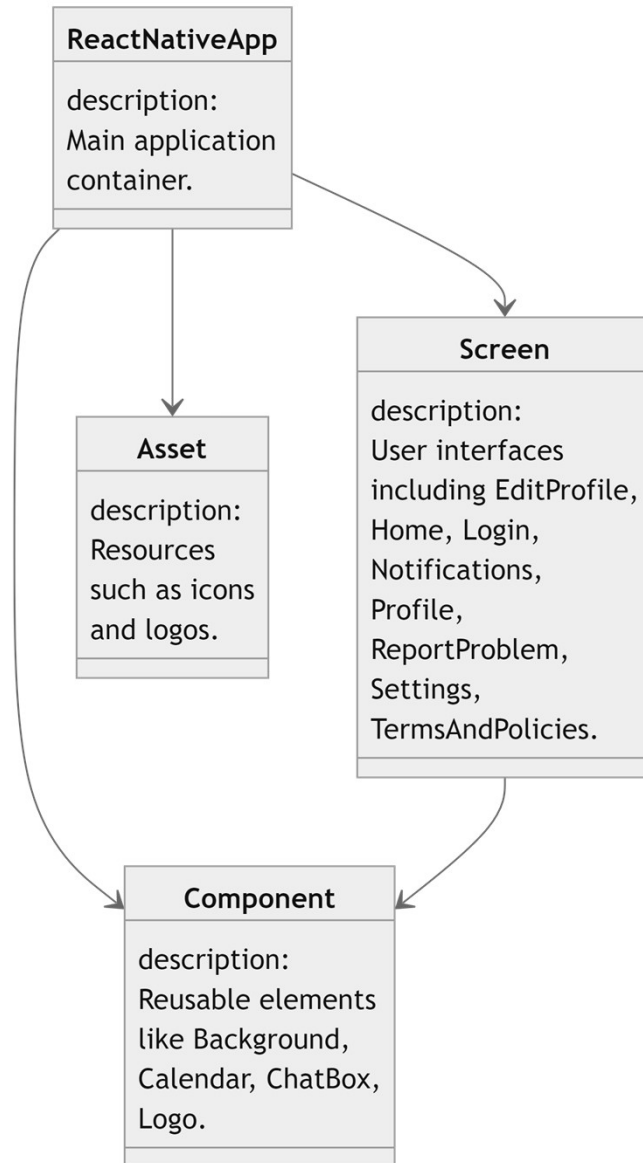 ReactNativeApp
description:
Main application
container.
Asset
description:
Resources
such as icons
and logos.
Screen
description:
User interfaces
including EditProfile,
Home, Login,
Notifications,
Profile,
ReportProblem,
Settings,
TermsAndPolicies.
Component
description:
Reusable elements
like Background,
Calendar, ChatBox,
Logo.